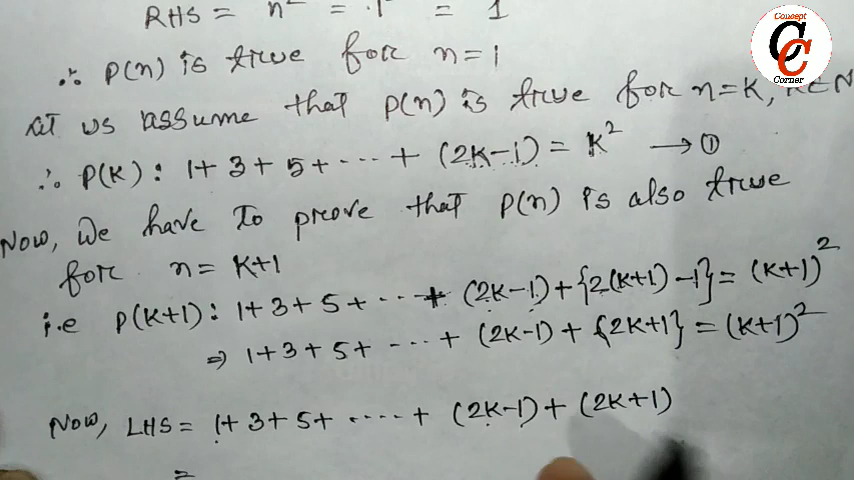 RHS = n² = 1² = 1
Concept
CC
Corner
∴ P(n) is true for n=1
Let us assume that P(n) is true for n=K, K∈N
∴ P(K): 1+3+5+ ··· + (2K-1) = K² → ①
Now, We have to prove that P(n) is also true
for n= K+1
i.e P(K+1): 1+3+5+ ··· + (2K-1)+{2(K+1)-1} = (K+1)²
⇒ 1+3+5+ ···· + (2K-1) + {2K+1} = (K+1)²
Now, LHS = 1+3+5+ ····· + (2K-1)+(2K+1)
=